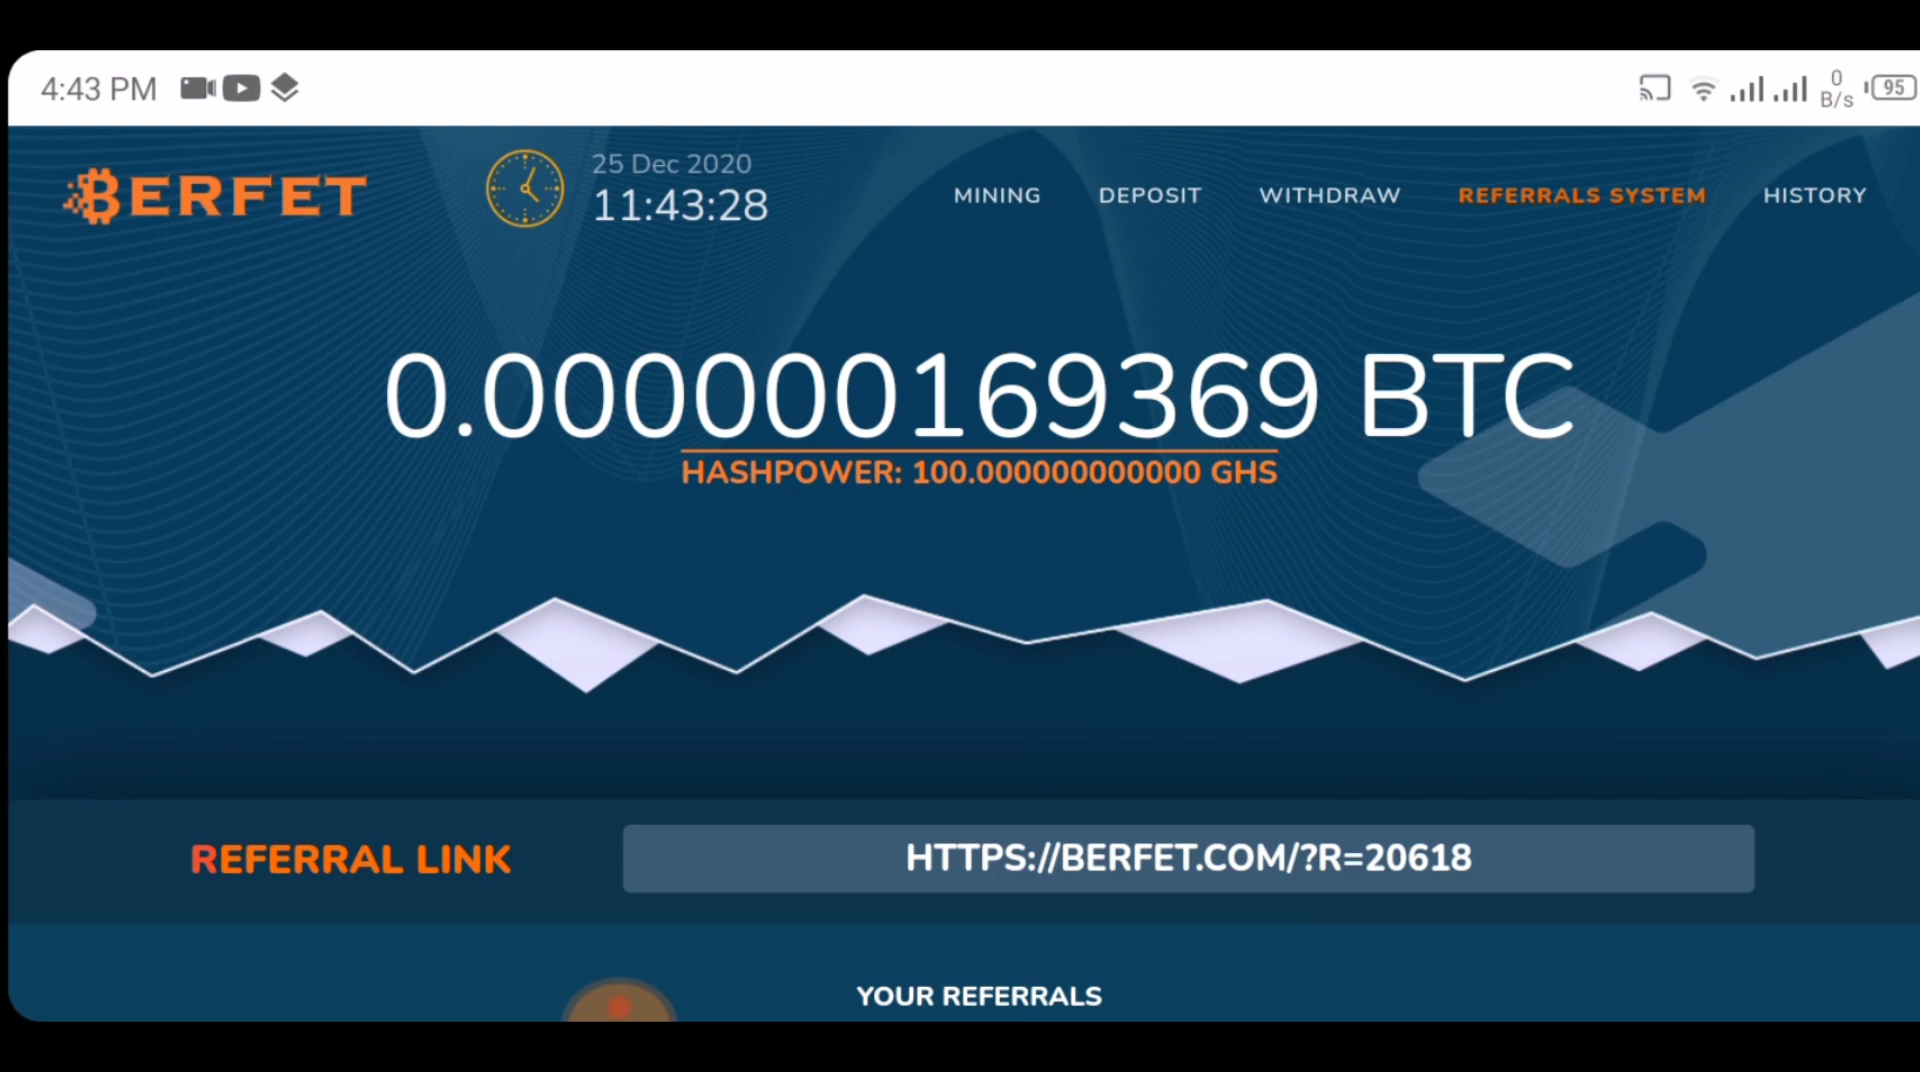 4:43 PM
0 B/s
95
BERFET
25 Dec 2020
11:43:28
MINING DEPOSIT WITHDRAW REFERRALS SYSTEM HISTORY
0.000000169369 BTC
HASHPOWER: 100.000000000000 GHS
REFERRAL LINK
HTTPS://BERFET.COM/?R=20618
YOUR REFERRALS